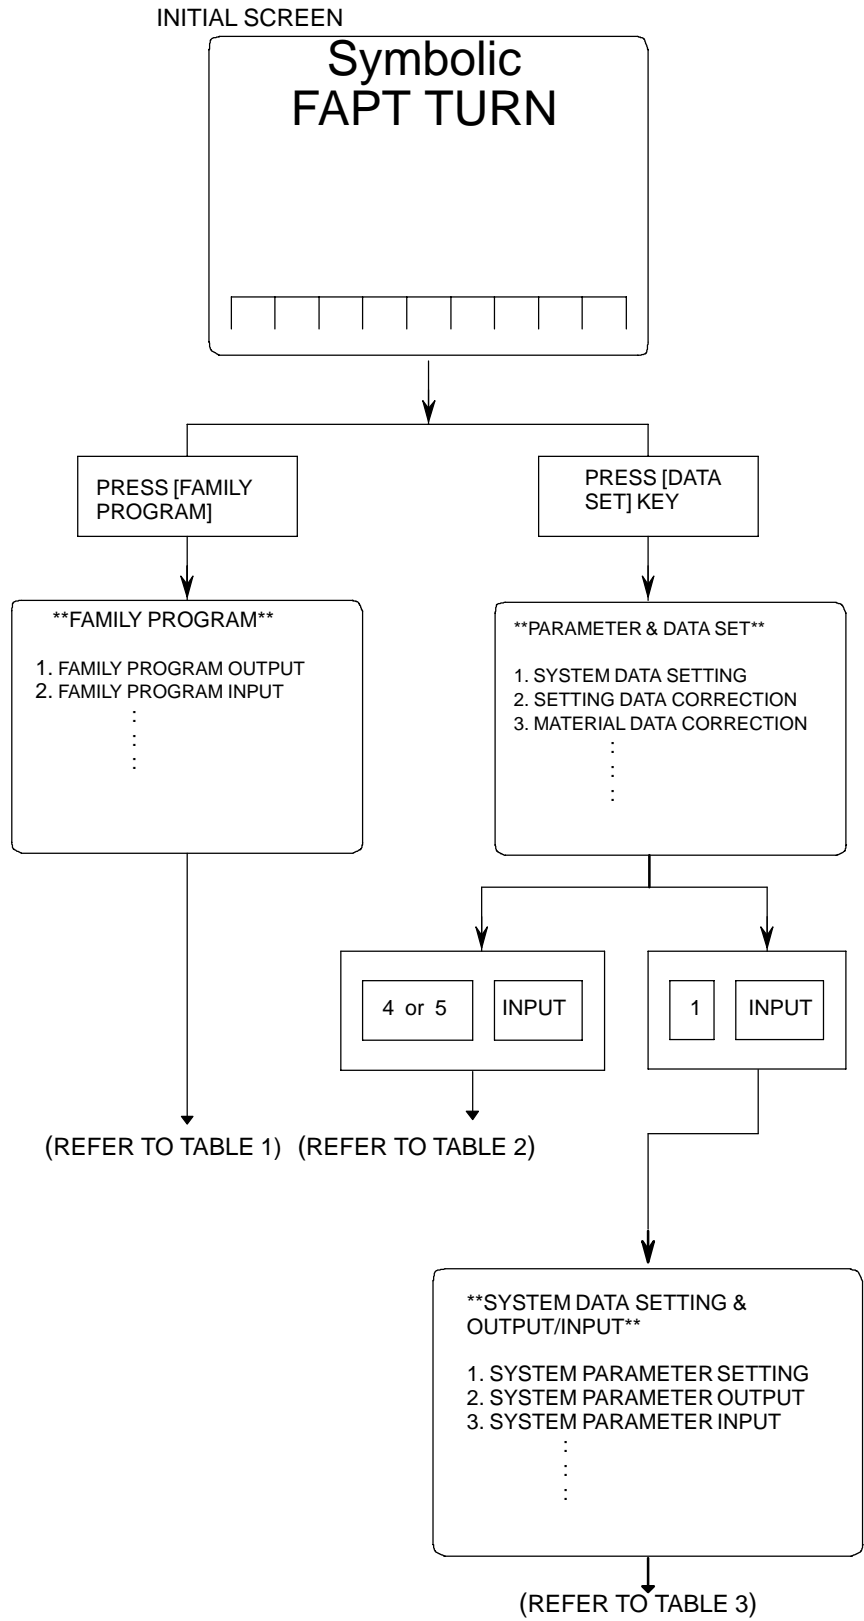 INITIAL SCREEN
Symbolic
FAPT TURN
PRESS [FAMILY
PROGRAM]
PRESS [DATA
SET] KEY
**FAMILY PROGRAM**
1. FAMILY PROGRAM OUTPUT
2. FAMILY PROGRAM INPUT
**PARAMETER & DATA SET**
1. SYSTEM DATA SETTING
2. SETTING DATA CORRECTION
3. MATERIAL DATA CORRECTION
4 or 5 INPUT
1 INPUT
(REFER TO TABLE 1) (REFER TO TABLE 2)
**SYSTEM DATA SETTING &
OUTPUT/INPUT**
1. SYSTEM PARAMETER SETTING
2. SYSTEM PARAMETER OUTPUT
3. SYSTEM PARAMETER INPUT
(REFER TO TABLE 3)